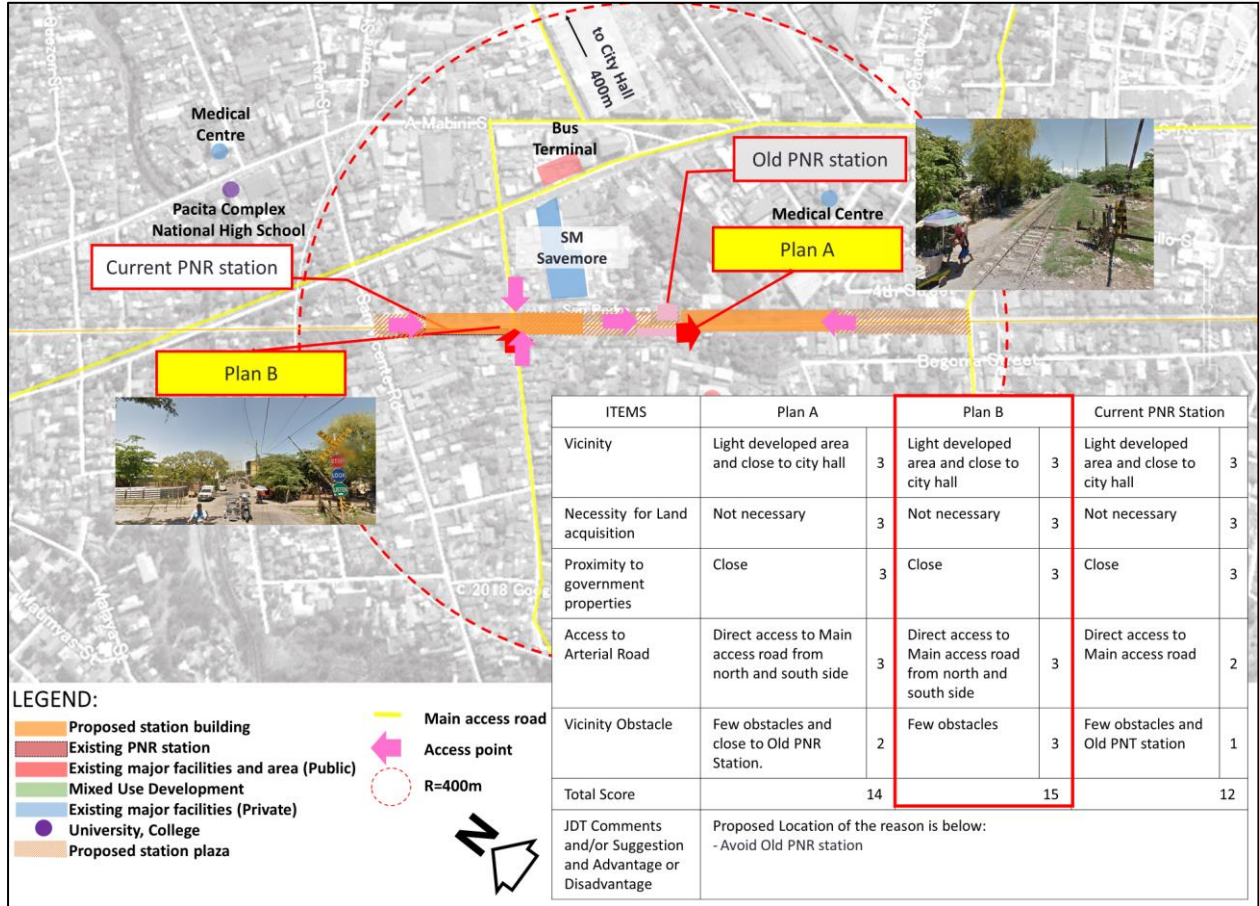 to City Hall
400m
Medical
Centre
A Mabini S
Bus
Terminal
Old PNR station
Pacita Complex
National High School
Medical Centre
SM
Savemore
Plan A
Current PNR station
4th Street
Begonia Street
Plan B
STOP
LOOK
LISTEN
© 2018 Goo
ITEMS
Plan A
Plan B
Current PNR Station
Vicinity
Light developed area
and close to city hall
3
Light developed
area and close to
city hall
3
Light developed
area and close to
city hall
3
Necessity for Land
acquisition
Not necessary
3
Not necessary
3
Not necessary
3
Proximity to
government
properties
Close
3
Close
3
Close
3
Access to
Arterial Road
Direct access to Main
access road from
north and south side
3
Direct access to
Main access road
from north and
south side
3
Direct access to
Main access road
2
Vicinity Obstacle
Few obstacles and
close to Old PNR
Station.
2
Few obstacles
3
Few obstacles and
Old PNT station
1
Total Score
14
15
12
JDT Comments
and/or Suggestion
and Advantage or
Disadvantage
Proposed Location of the reason is below:
- Avoid Old PNR station
LEGEND:
Proposed station building
Existing PNR station
Existing major facilities and area (Public)
Mixed Use Development
Existing major facilities (Private)
University, College
Proposed station plaza
Main access road
Access point
R=400m
N